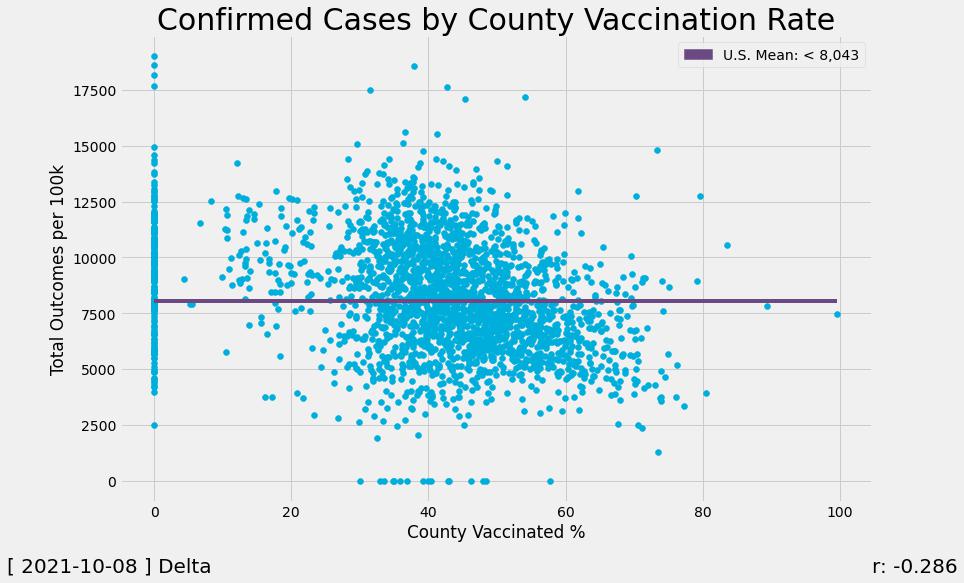 Confirmed Cases by County Vaccination Rate
U.S. Mean: < 8,043
Total Outcomes per 100k
17500
15000
12500
10000
7500
5000
2500
0
0 20 40 60 80 100
County Vaccinated %
[ 2021-10-08 ] Delta
r: -0.286